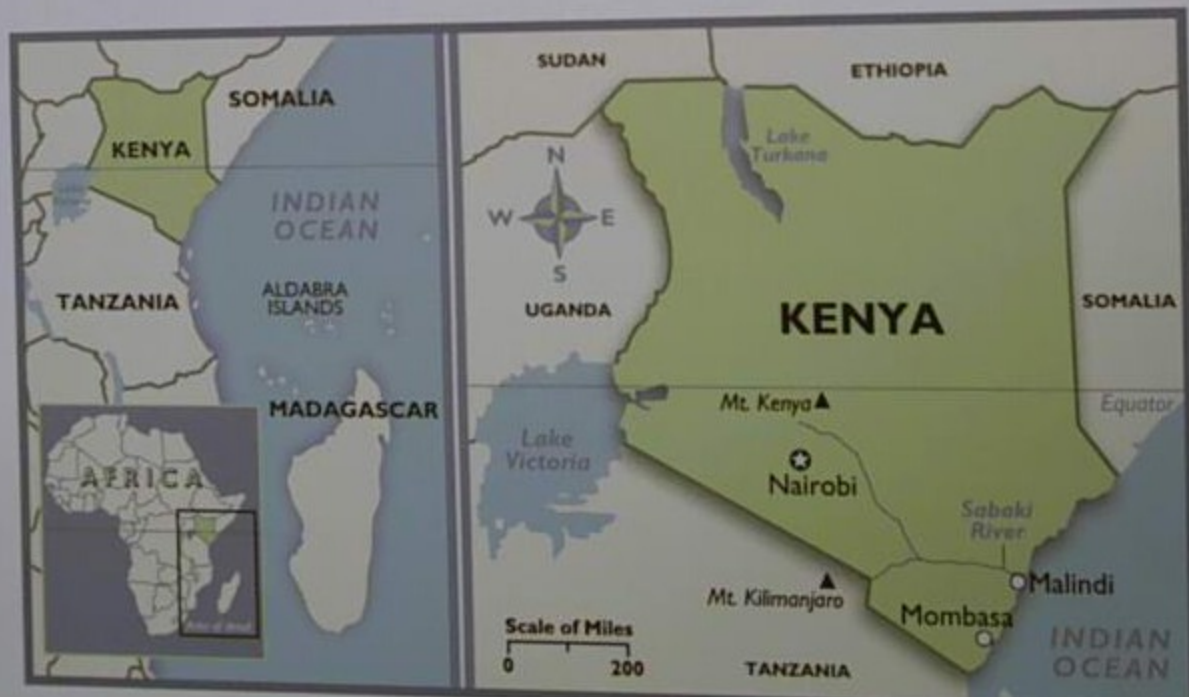 SOMALIA
KENYA
INDIAN
OCEAN
TANZANIA
ALDABRA
ISLANDS
MADAGASCAR
AFRICA
SUDAN
ETHIOPIA
Lake
Turkana
N
W E
S
UGANDA
KENYA
SOMALIA
Mt. Kenya
Equator
Lake
Victoria
Nairobi
Sabaki
River
Malindi
Mt. Kilimanjaro
Mombasa
Scale of Miles
0 200
TANZANIA
INDIAN
OCEAN